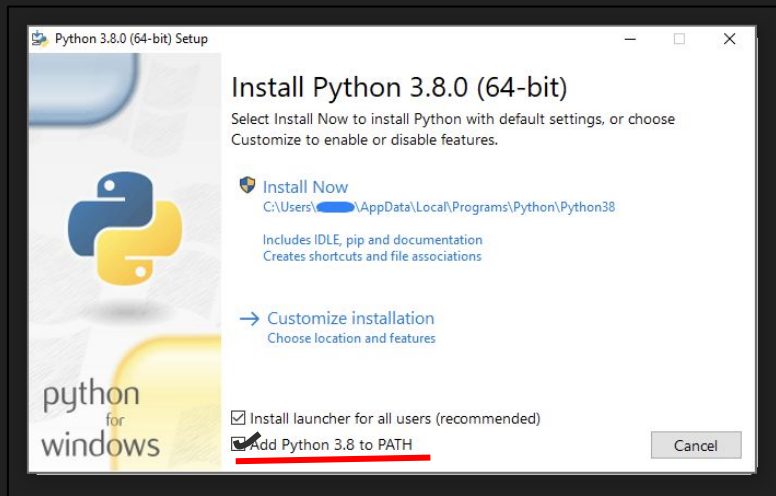 Python 3.8.0 (64-bit) Setup
Install Python 3.8.0 (64-bit)
Select Install Now to install Python with default settings, or choose
Customize to enable or disable features.
Install Now
C:\Users\ \AppData\Local\Programs\Python\Python38
Includes IDLE, pip and documentation
Creates shortcuts and file associations
Customize installation
Choose location and features
python
for
windows
Install launcher for all users (recommended)
Add Python 3.8 to PATH
Cancel